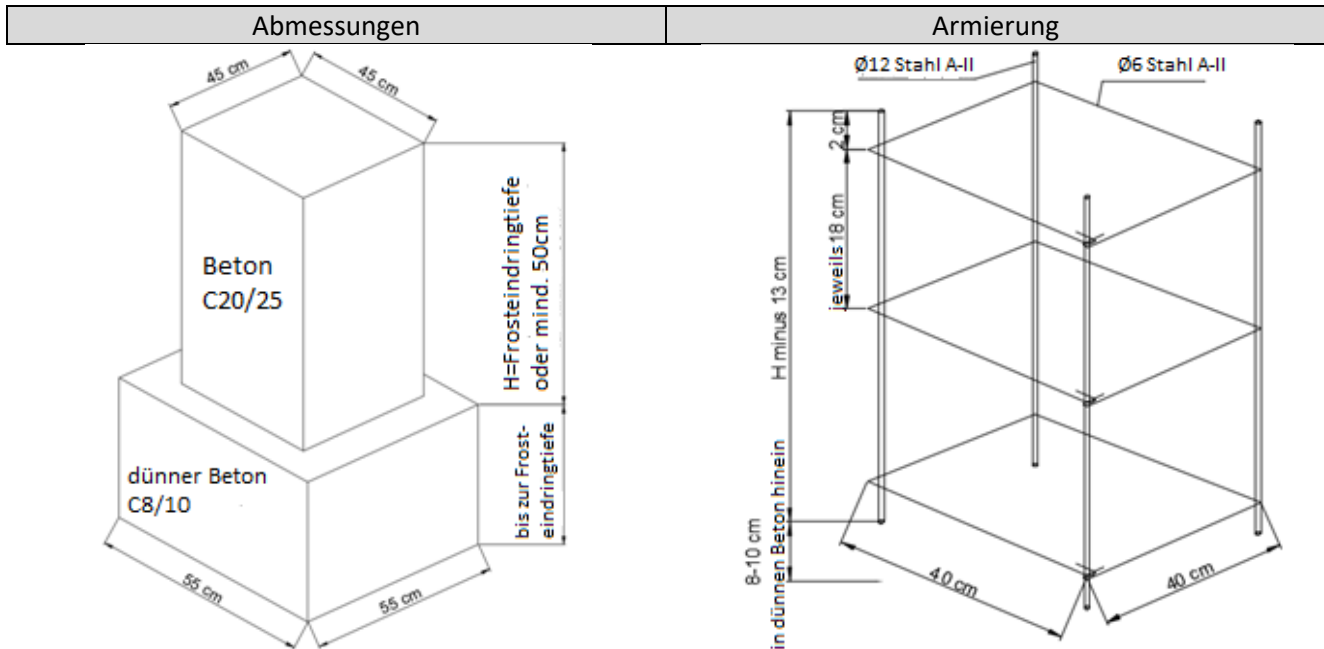 Abmessungen
Armierung
45 cm
45 cm
Beton
C20/25
H=Frosteindringtiefe
oder mind. 50cm
dünner Beton
C8/10
bis zur Frost-
eindringtiefe
55 cm
55 cm
Ø12 Stahl A-II
Ø6 Stahl A-II
2 cm
jeweils 18 cm
H minus 13 cm
8-10 cm
in dünnen Beton hinein
40 cm
40 cm